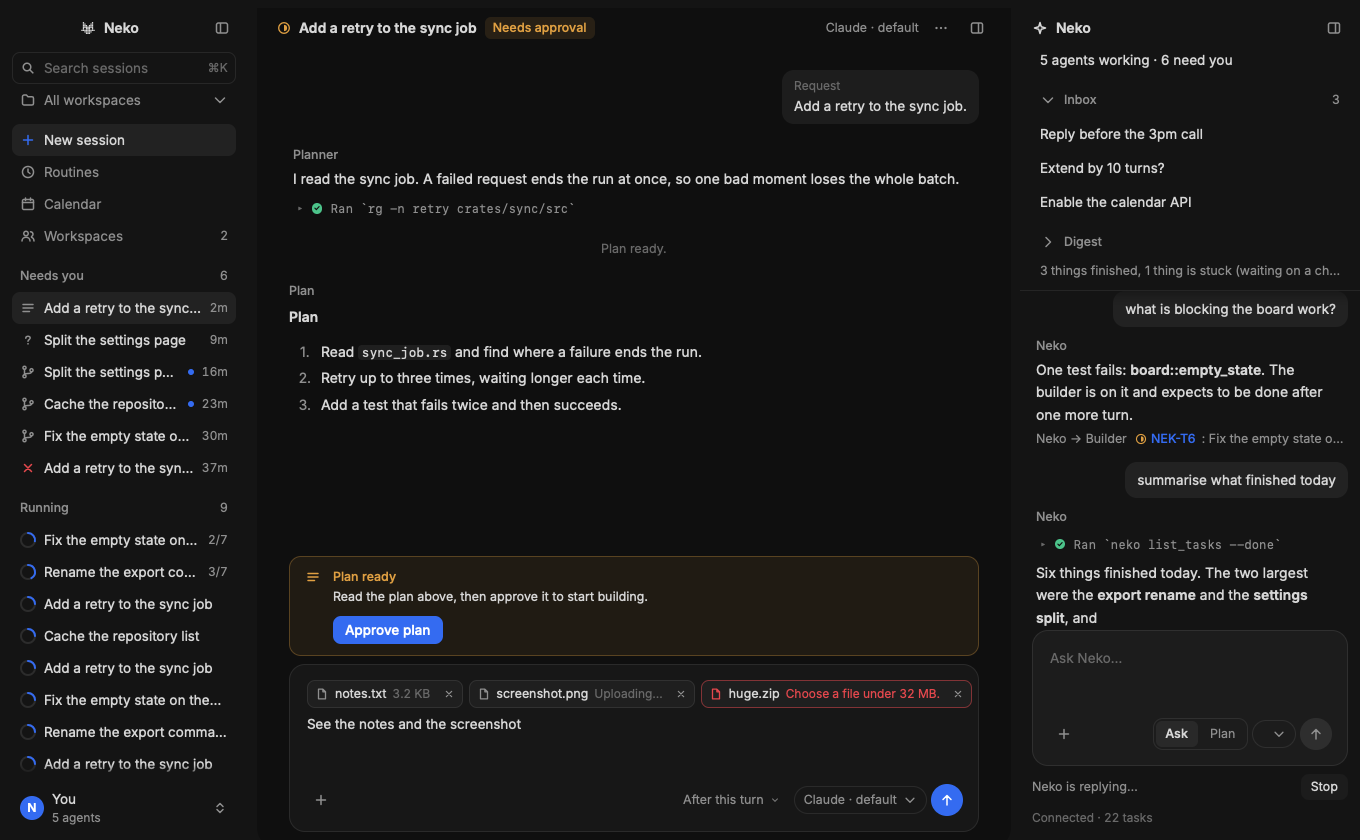 Neko
Search sessions ⌘K
All workspaces
New session
Routines
Calendar
Workspaces 2
Needs you 6
Add a retry to the sync... 2m
Split the settings page 9m
Split the settings p... 16m
Cache the reposito... 23m
Fix the empty state o... 30m
Add a retry to the syn... 37m
Running 9
Fix the empty state on... 2/7
Rename the export co... 3/7
Add a retry to the sync job
Cache the repository list
Add a retry to the sync job
Fix the empty state on the...
Rename the export comma...
Add a retry to the sync job
N
You
5 agents
Add a retry to the sync job Needs approval Claude · default ···
Request
Add a retry to the sync job.
Planner
I read the sync job. A failed request ends the run at once, so one bad moment loses the whole batch.
Ran `rg -n retry crates/sync/src`
Plan ready.
Plan
Plan
1. Read sync_job.rs and find where a failure ends the run.
2. Retry up to three times, waiting longer each time.
3. Add a test that fails twice and then succeeds.
Plan ready
Read the plan above, then approve it to start building.
Approve plan
notes.txt 3.2 KB × screenshot.png Uploading... × huge.zip Choose a file under 32 MB. ×
See the notes and the screenshot
After this turn Claude · default
Neko
5 agents working · 6 need you
Inbox 3
Reply before the 3pm call
Extend by 10 turns?
Enable the calendar API
Digest
3 things finished, 1 thing is stuck (waiting on a ch...
what is blocking the board work?
Neko
One test fails: board::empty_state. The
builder is on it and expects to be done after
one more turn.
Neko → Builder NEK-T6 : Fix the empty state o...
summarise what finished today
Neko
Ran `neko list_tasks --done`
Six things finished today. The two largest
were the export rename and the settings
split, and
Ask Neko...
Ask Plan
Neko is replying... Stop
Connected · 22 tasks